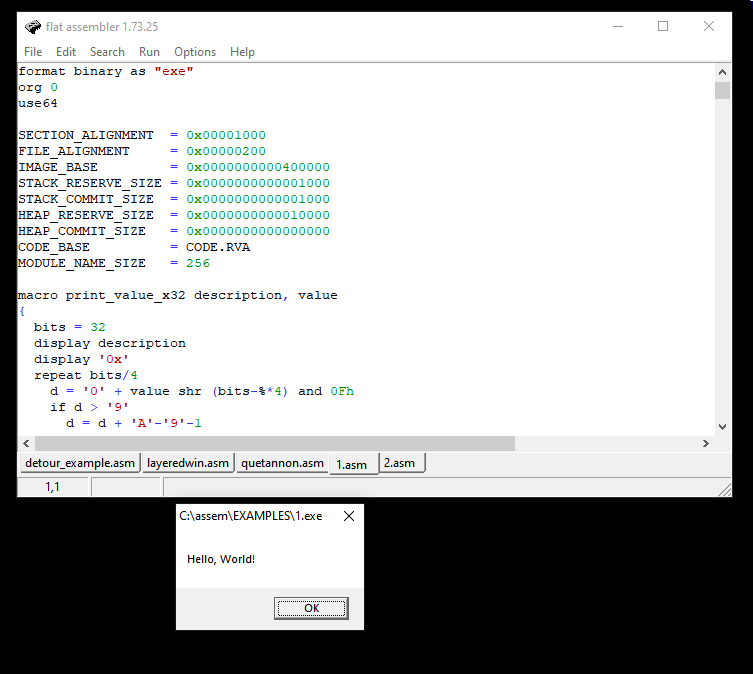 flat assembler 1.73.25
File Edit Search Run Options Help
format binary as "exe"
org 0
use64
SECTION_ALIGNMENT = 0x00001000
FILE_ALIGNMENT = 0x00000200
IMAGE_BASE = 0x0000000000400000
STACK_RESERVE_SIZE = 0x0000000000001000
STACK_COMMIT_SIZE = 0x0000000000001000
HEAP_RESERVE_SIZE = 0x0000000000010000
HEAP_COMMIT_SIZE = 0x0000000000000000
CODE_BASE = CODE.RVA
MODULE_NAME_SIZE = 256
macro print_value_x32 description, value
{
bits = 32
display description
display '0x'
repeat bits/4
d = '0' + value shr (bits-%*4) and 0Fh
if d > '9'
d = d + 'A'-'9'-1
detour_example.asm layeredwin.asm quetannon.asm 1.asm 2.asm
1,1
C:\assem\EXAMPLES\1.exe
Hello, World!
OK